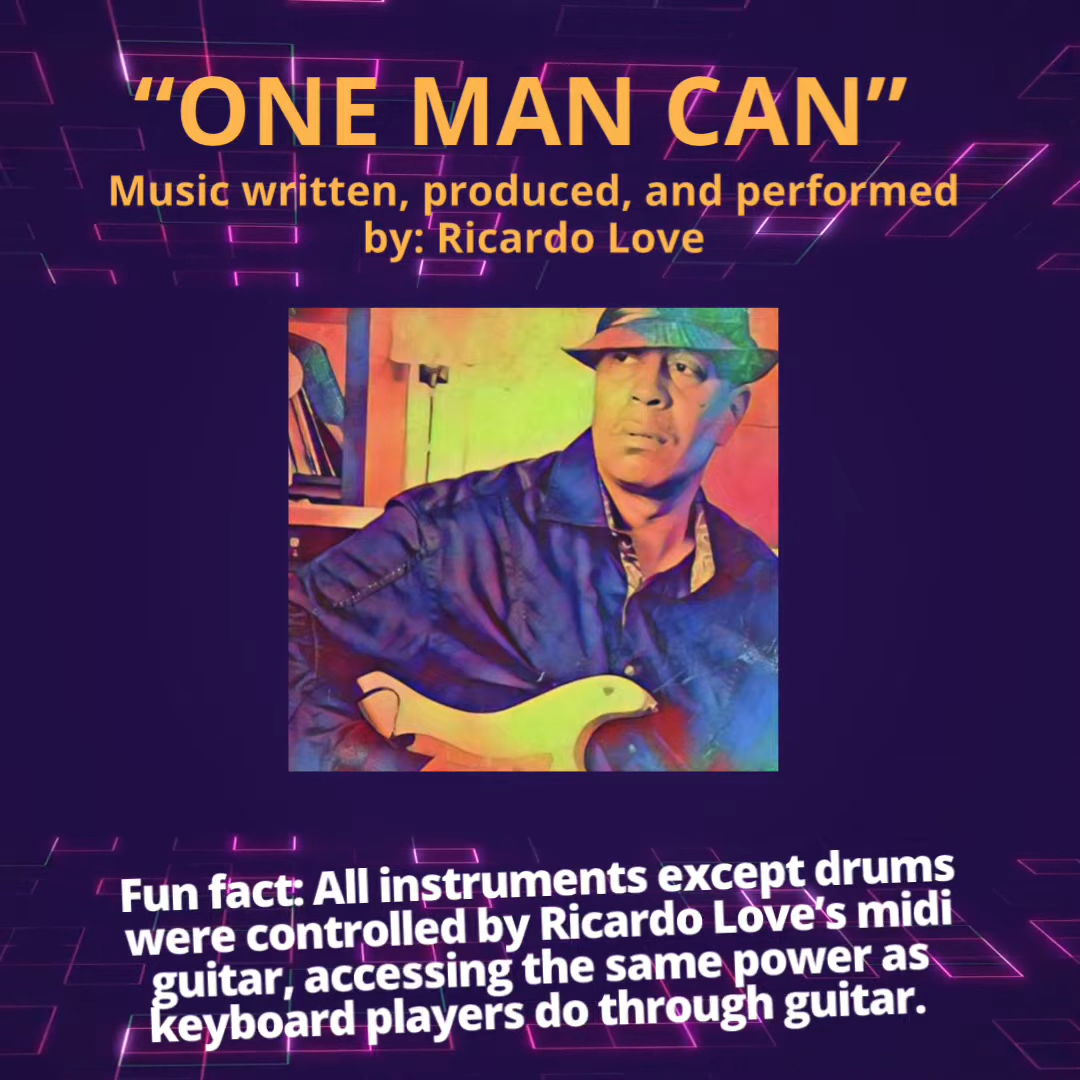 “ONE MAN CAN”
Music written, produced, and performed
by: Ricardo Love
Fun fact: All instruments except drums
were controlled by Ricardo Love’s midi
guitar, accessing the same power as
keyboard players do through guitar.